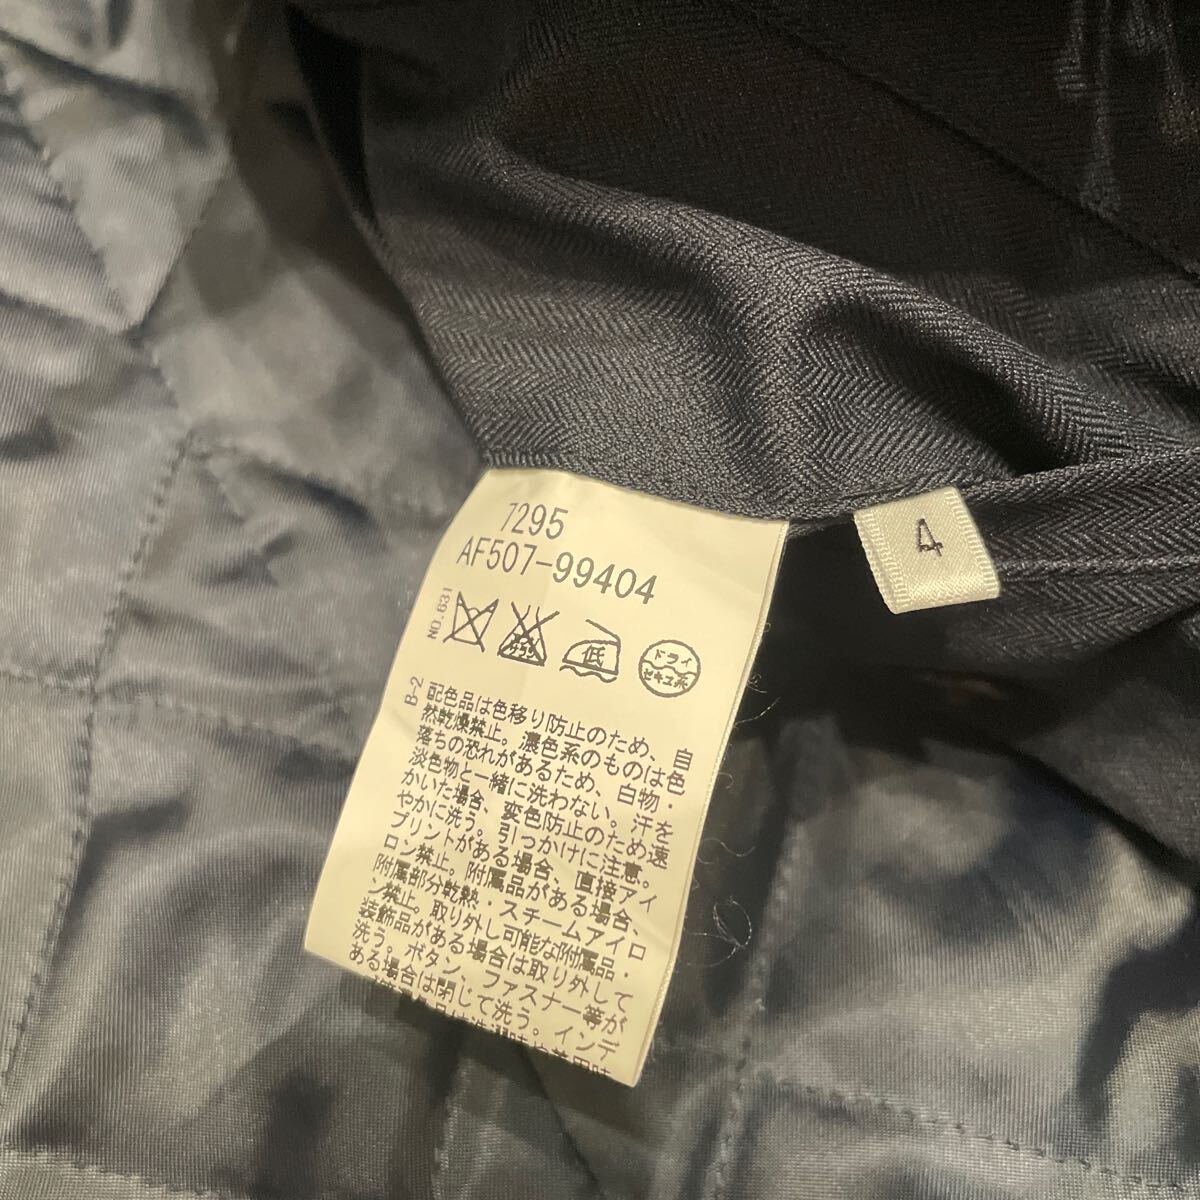 7295
AF507-99404
4
NO.631
エンソ
サラシ
低
ドライ
セキユ系
B-2
配色品は色移り防止のため、自
然乾燥禁止。濃色系のものは色
落ちの恐れがあるため、白物・
淡色物と一緒に洗わない。汗を
かいた場合、変色防止のため速
やかに洗う。引っかけに注意。
プリントがある場合、直接アイ
ロン禁止。付属品がある場合、
附属部分乾熱・スチームアイロ
ン禁止。取り外し可能な附属品・
装飾品がある場合は取り外して
洗う。ボタン、ファスナー等が
ある場合は閉じて洗う。インデ